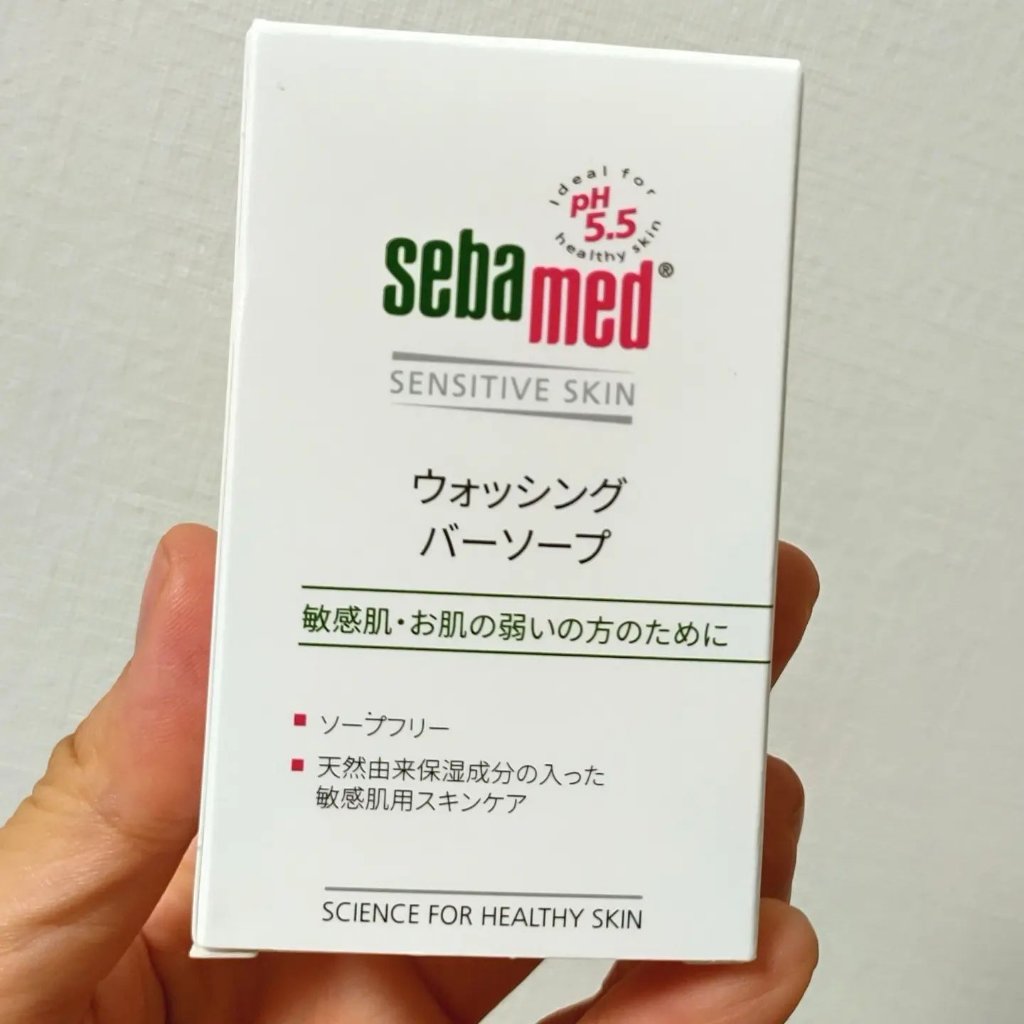 Ideal for
pH
5.5
healthy skin
sebamed®
SENSITIVE SKIN
ウォッシング
バーソープ
敏感肌・お肌の弱いの方のために
■ ソープフリー
■ 天然由来保湿成分の入った
敏感肌用スキンケア
SCIENCE FOR HEALTHY SKIN